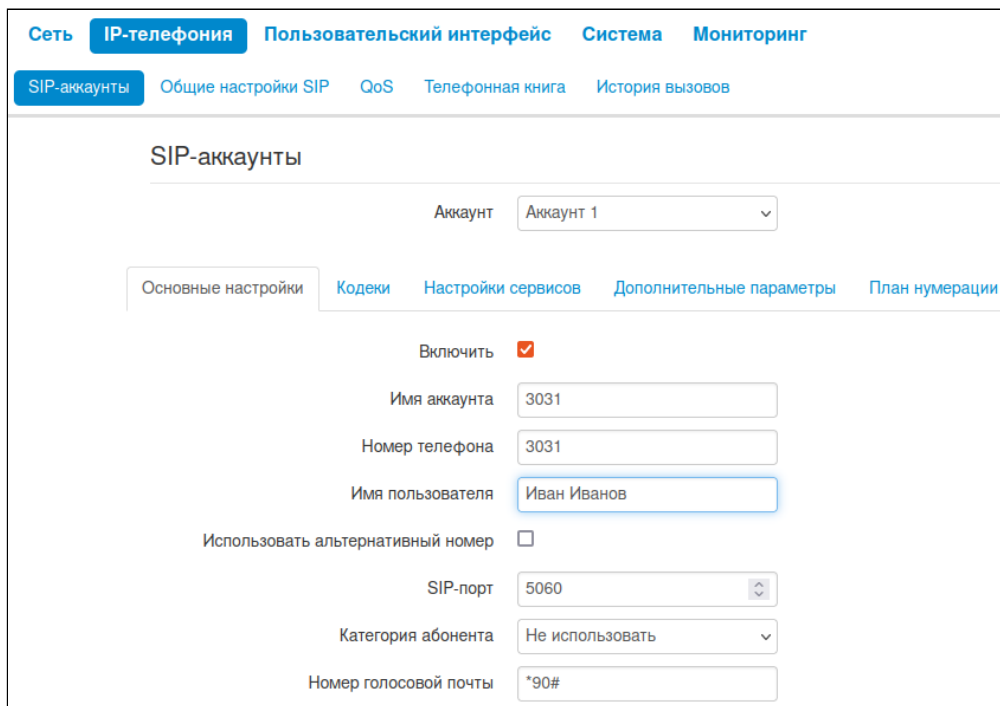 Сеть IP-телефония Пользовательский интерфейс Система Мониторинг
SIP-аккаунты Общие настройки SIP QoS Телефонная книга История вызовов
SIP-аккаунты
Аккаунт Аккаунт 1
Основные настройки Кодеки Настройки сервисов Дополнительные параметры План нумерации
Включить
Имя аккаунта 3031
Номер телефона 3031
Имя пользователя Иван Иванов
Использовать альтернативный номер
SIP-порт 5060
Категория абонента Не использовать
Номер голосовой почты *90#